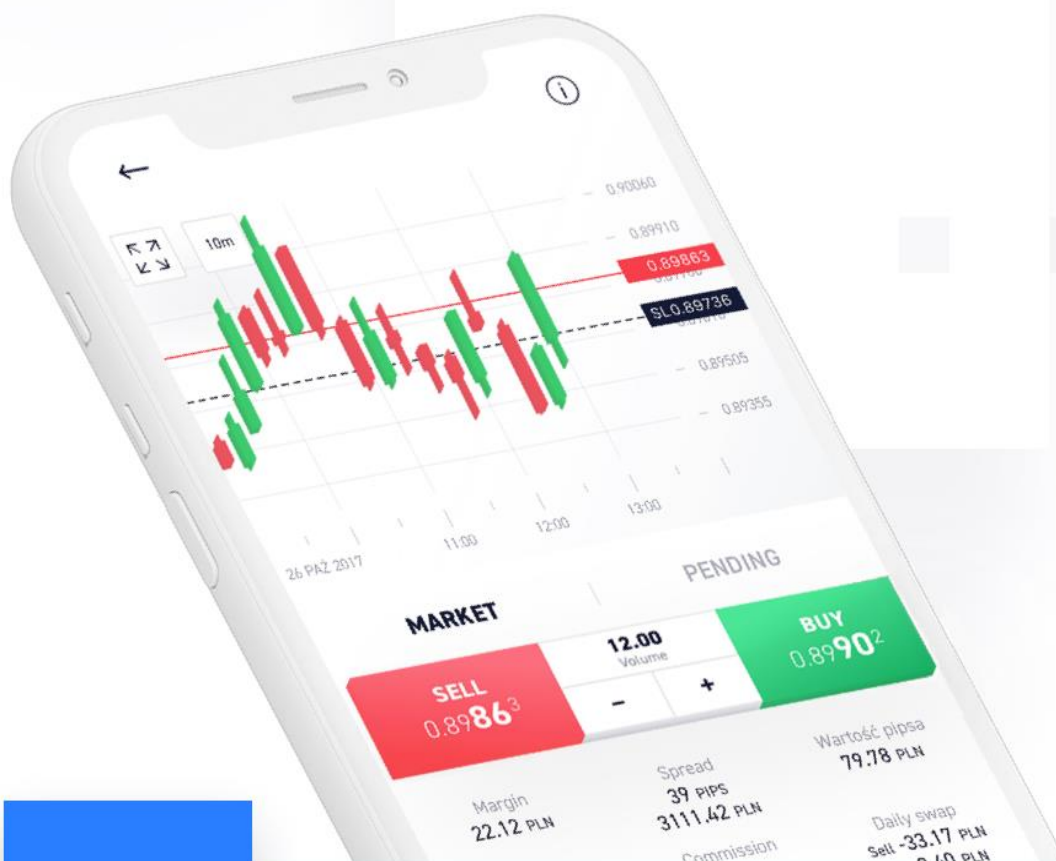 10m
0.90060
0.89910
0.89863
SL0.89736
0.89505
0.89355
26 PAŹ 2017
11:00
12:00
13:00
MARKET
PENDING
SELL
0.89863
12.00
Volume
-
+
BUY
0.89902
Margin
22.12 PLN
Spread
39 PIPS
3111.42 PLN
Wartość pipsa
79.78 PLN
Commission
Daily swap
Sell -33.17 PLN